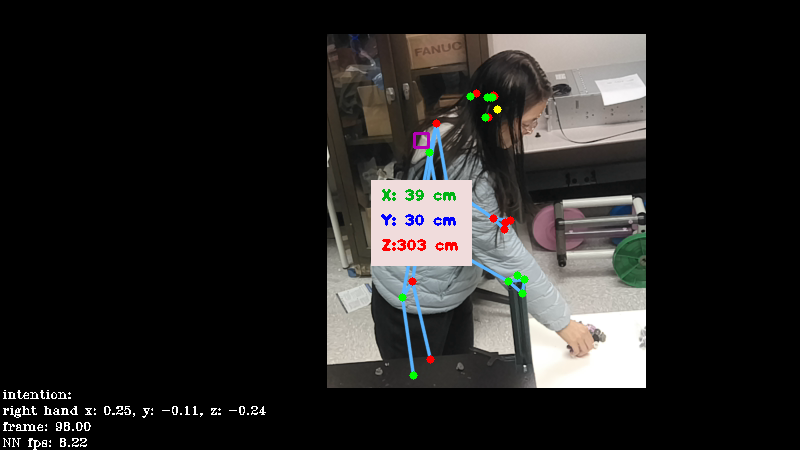 FANUC
X: 39 cm
Y: 30 cm
Z:303 cm
intention:
right hand x: 0.25, y: -0.11, z: -0.24
frame: 98.00
NN fps: 8.22